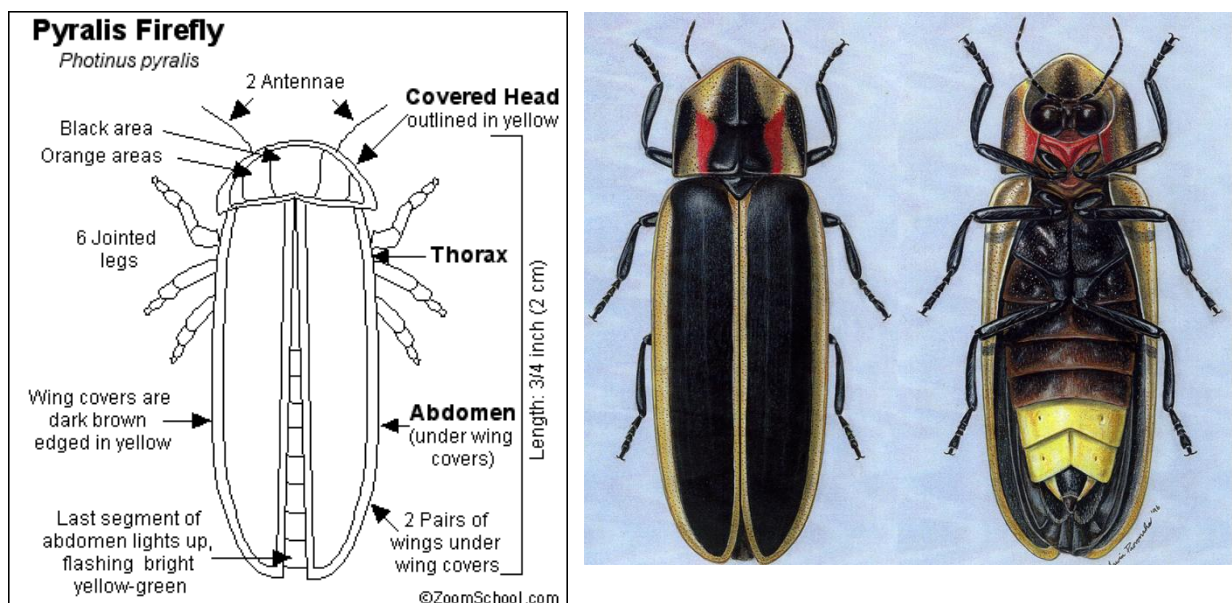 Pyralis Firefly
Photinus pyralis
2 Antennae
Covered Head
outlined in yellow
Black area
Orange areas
6 Jointed
legs
Thorax
Length: 3/4 inch (2 cm)
Wing covers are
dark brown
edged in yellow
Abdomen
(under wing
covers)
Last segment of
abdomen lights up,
flashing bright
yellow-green
2 Pairs of
wings under
wing covers
©ZoomSchool.com